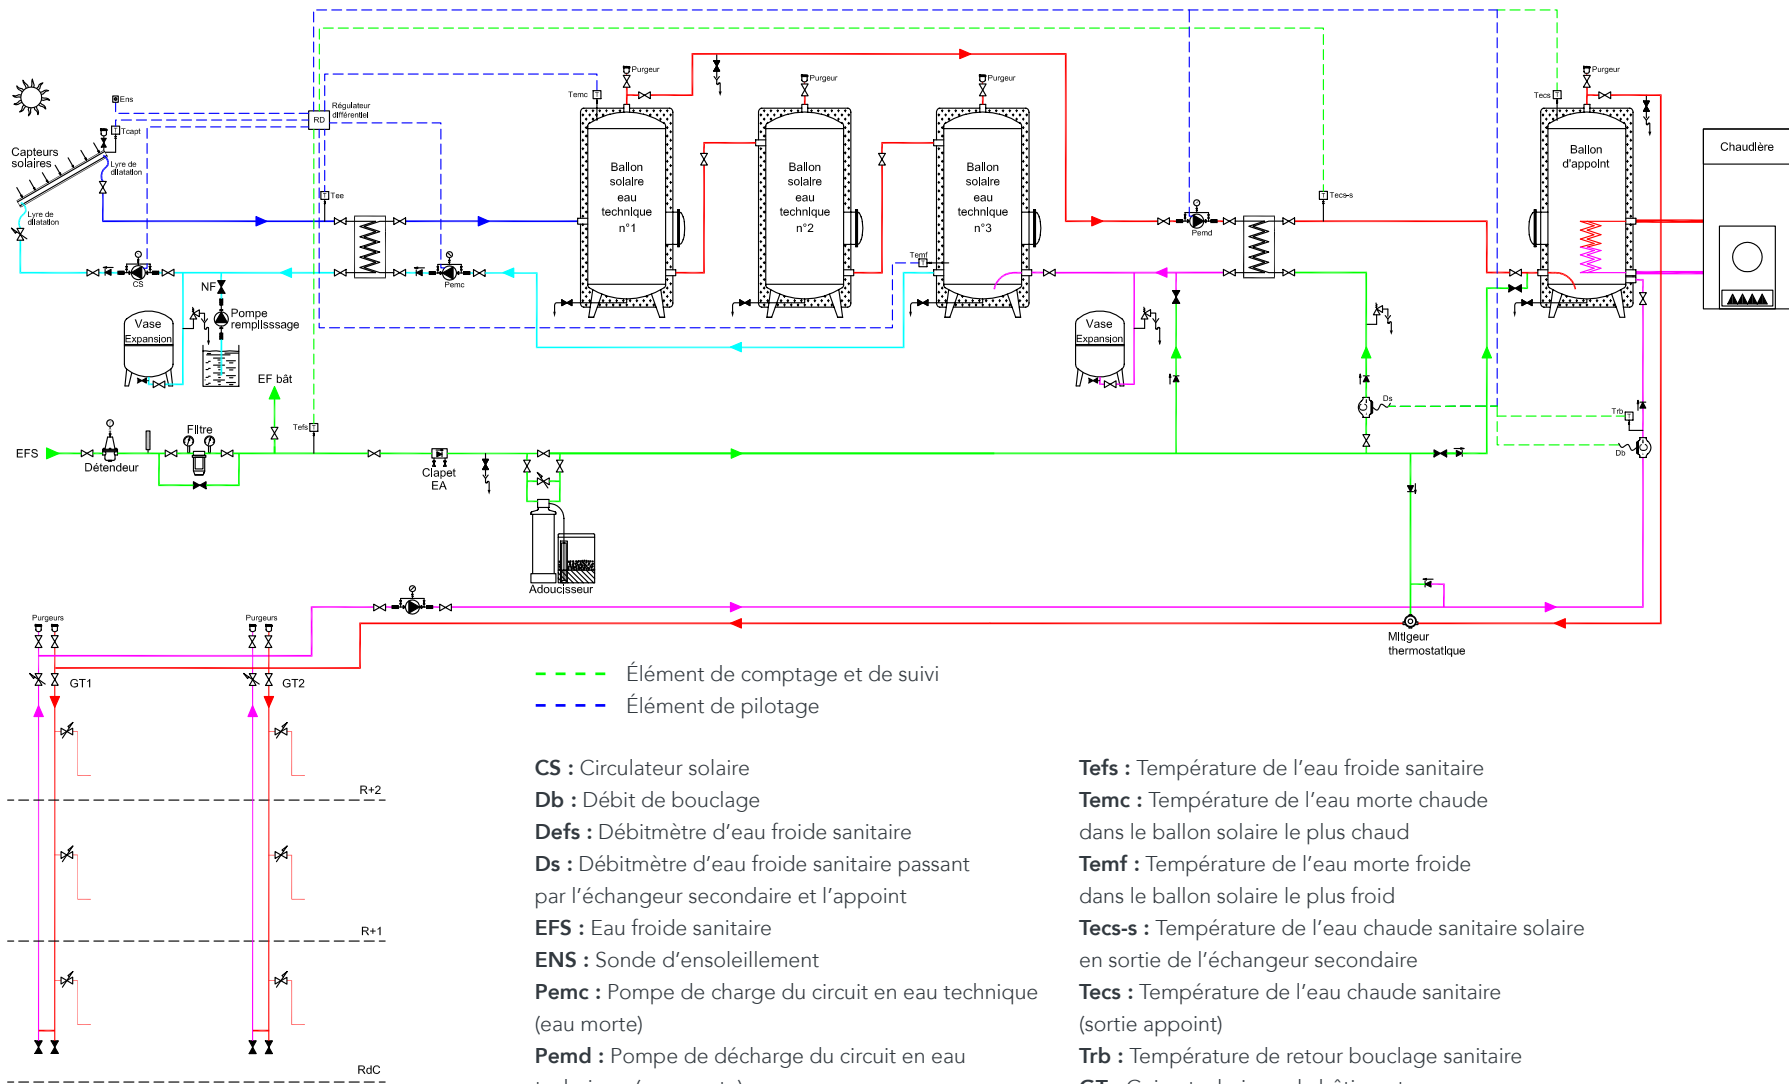 Ens
Tcapt
Capteurs
solaires
Lyre de
dilatation
Lyre de
dilatation
RD
Régulateur
différentiel
Tee
Temc
Purgeur
Purgeur
Purgeur
Purgeur
Ballon
solaire
eau
technique
n°1
Ballon
solaire
eau
technique
n°2
Ballon
solaire
eau
technique
n°3
Temf
Pemd
Tecs-s
Tecs
Ballon
d'appoint
Chaudière
CS
NF
Pemc
Pompe
remplisssage
Vase
Expansion
Vase
Expansion
EF bât
Ds
Trb
Db
EFS
Détendeur
Filtre
Tefs
Clapet
EA
Adoucisseur
Mitigeur
thermostatique
Purgeurs
Purgeurs
GT1
GT2
R+2
R+1
RdC
Élément de comptage et de suivi
Élément de pilotage
CS : Circulateur solaire
Db : Débit de bouclage
Defs : Débitmètre d'eau froide sanitaire
Ds : Débitmètre d'eau froide sanitaire passant
par l'échangeur secondaire et l'appoint
EFS : Eau froide sanitaire
ENS : Sonde d'ensoleillement
Pemc : Pompe de charge du circuit en eau technique
(eau morte)
Pemd : Pompe de décharge du circuit en eau
Tefs : Température de l'eau froide sanitaire
Temc : Température de l'eau morte chaude
dans le ballon solaire le plus chaud
Temf : Température de l'eau morte froide
dans le ballon solaire le plus froid
Tecs-s : Température de l'eau chaude sanitaire solaire
en sortie de l'échangeur secondaire
Tecs : Température de l'eau chaude sanitaire
(sortie appoint)
Trb : Température de retour bouclage sanitaire